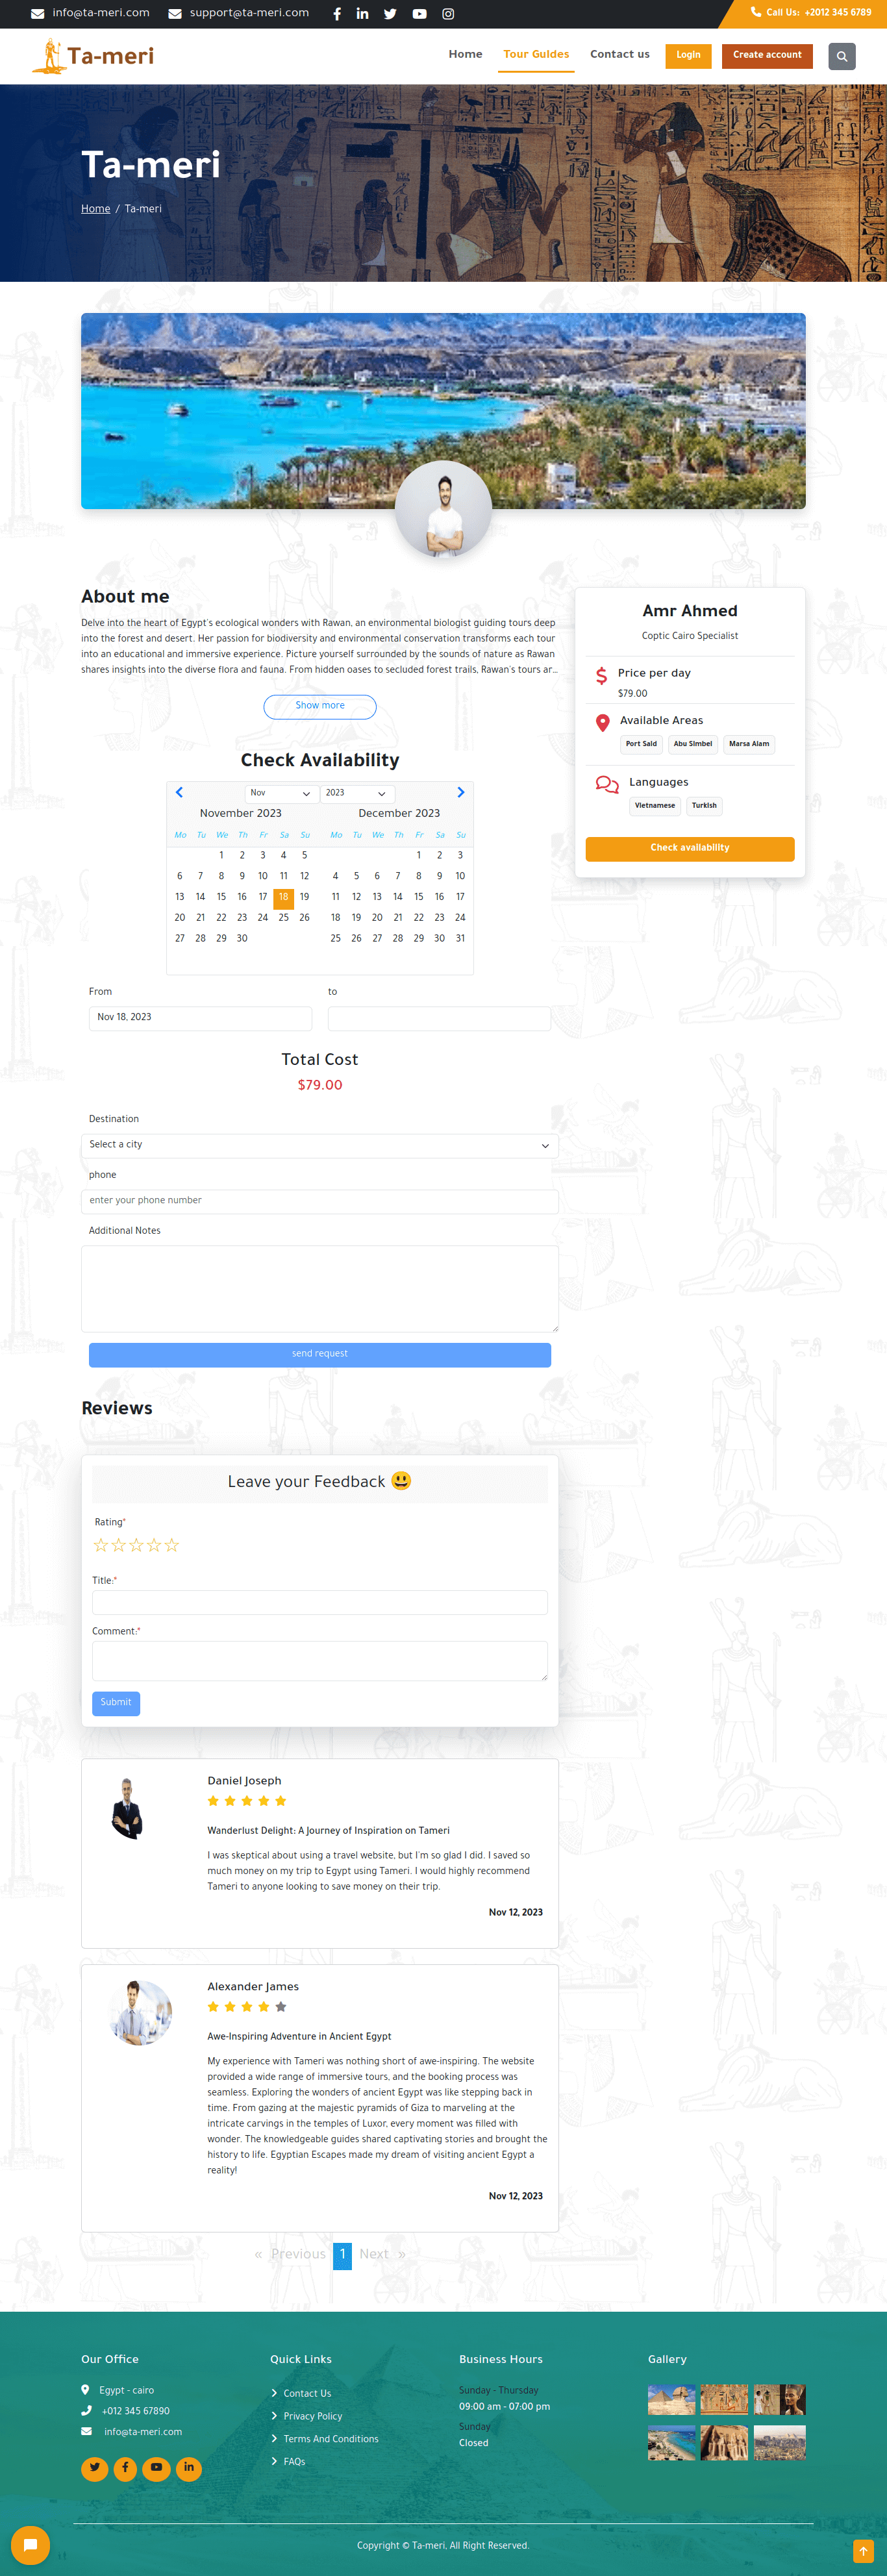 info@ta-meri.com support@ta-meri.com Call Us: +2012 345 6789
Ta-meri Home Tour Guides Contact us Login Create account
Ta-meri
Home / Ta-meri
About me
Delve into the heart of Egypt's ecological wonders with Rawan, an environmental biologist guiding tours deep
into the forest and desert. Her passion for biodiversity and environmental conservation transforms each tour
into an educational and immersive experience. Picture yourself surrounded by the sounds of nature as Rawan
shares insights into the diverse flora and fauna. From hidden oases to secluded forest trails, Rawan's tours ar…
Show more
Amr Ahmed
Coptic Cairo Specialist
Price per day
$79.00
Available Areas
Port Said Abu Simbel Marsa Alam
Languages
Vietnamese Turkish
Check availability
Check Availability
Nov 2023
November 2023 December 2023
Mo Tu We Th Fr Sa Su Mo Tu We Th Fr Sa Su
1 2 3 4 5 1 2 3
6 7 8 9 10 11 12 4 5 6 7 8 9 10
13 14 15 16 17 18 19 11 12 13 14 15 16 17
20 21 22 23 24 25 26 18 19 20 21 22 23 24
27 28 29 30 25 26 27 28 29 30 31
From to
Nov 18, 2023
Total Cost
$79.00
Destination
Select a city
phone
enter your phone number
Additional Notes
send request
Reviews
Leave your Feedback 😃
Rating*
☆☆☆☆☆
Title:*
Comment:*
Submit
Daniel Joseph
Wanderlust Delight: A Journey of Inspiration on Tameri
I was skeptical about using a travel website, but I'm so glad I did. I saved so
much money on my trip to Egypt using Tameri. I would highly recommend
Tameri to anyone looking to save money on their trip.
Nov 12, 2023
Alexander James
Awe-Inspiring Adventure in Ancient Egypt
My experience with Tameri was nothing short of awe-inspiring. The website
provided a wide range of immersive tours, and the booking process was
seamless. Exploring the wonders of ancient Egypt was like stepping back in
time. From gazing at the majestic pyramids of Giza to marveling at the
intricate carvings in the temples of Luxor, every moment was filled with
wonder. The knowledgeable guides shared captivating stories and brought the
history to life. Egyptian Escapes made my dream of visiting ancient Egypt a
reality!
Nov 12, 2023
« Previous 1 Next »
Our Office
Egypt - cairo
+012 345 67890
info@ta-meri.com
Quick Links
Contact Us
Privacy Policy
Terms And Conditions
FAQs
Business Hours
Sunday - Thursday
09:00 am - 07:00 pm
Sunday
Closed
Gallery
Copyright © Ta-meri, All Right Reserved.